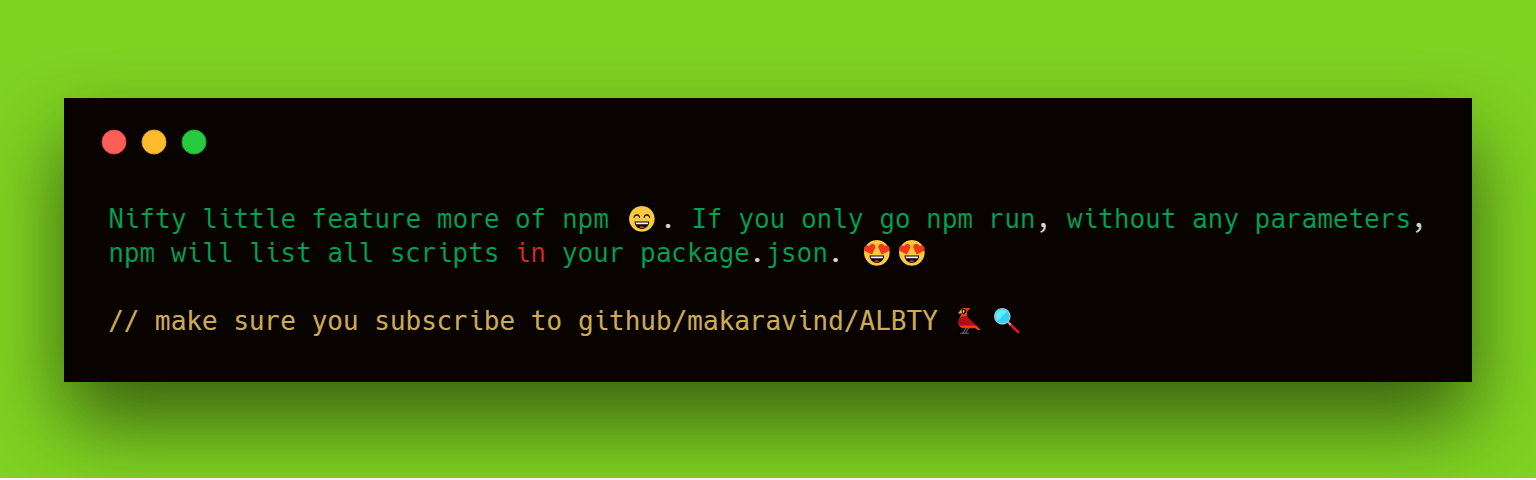 Nifty little feature more of npm 😄. If you only go npm run, without any parameters,
npm will list all scripts in your package.json. 😍😍
// make sure you subscribe to github/makaravind/ALBTY 🐦🔍